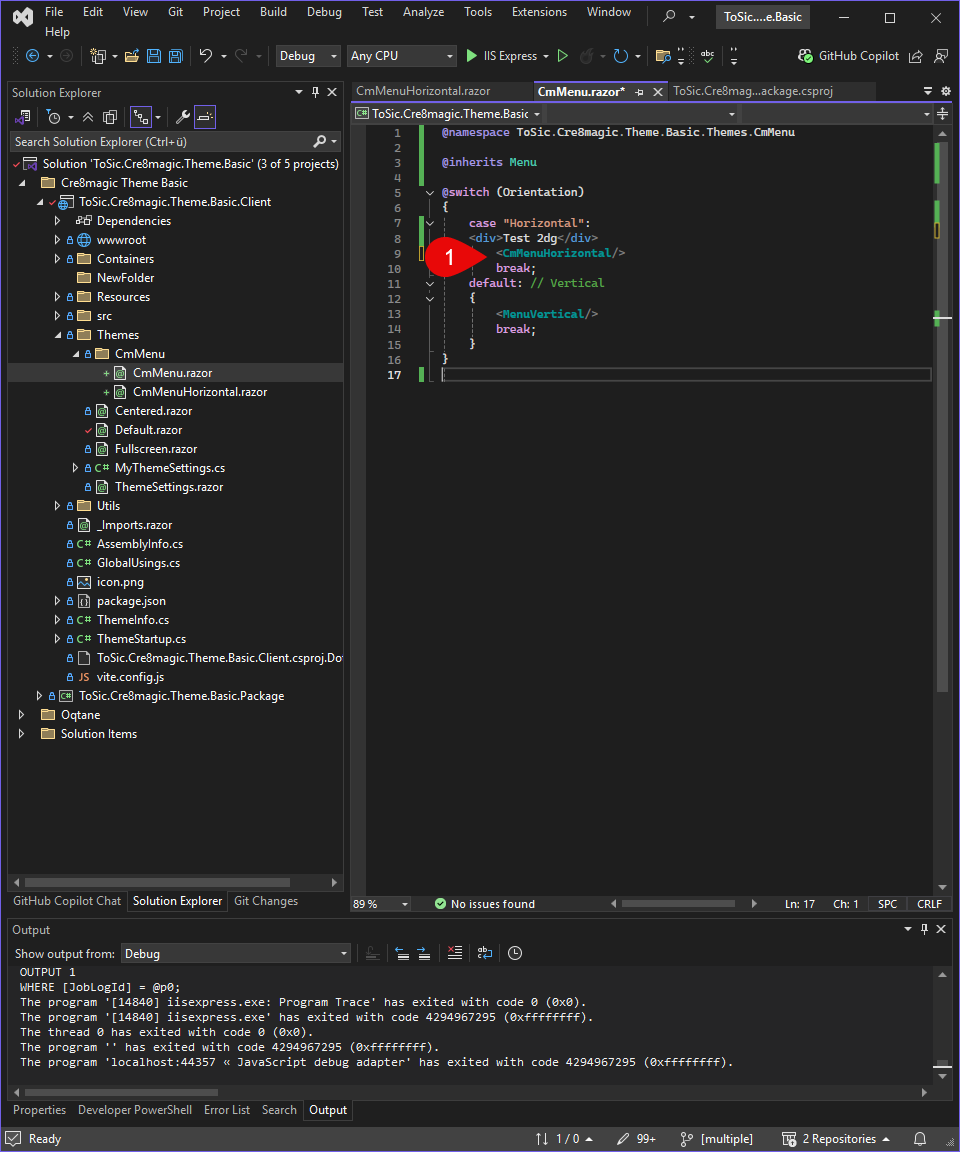 File Edit View Git Project Build Debug Test Analyze Tools Extensions Window ToSic....e.Basic
Help
Debug Any CPU IIS Express GitHub Copilot
Solution Explorer
Search Solution Explorer (Ctrl+ü)
Solution 'ToSic.Cre8magic.Theme.Basic' (3 of 5 projects)
Cre8magic Theme Basic
ToSic.Cre8magic.Theme.Basic.Client
Dependencies
wwwroot
Containers
NewFolder
Resources
src
Themes
CmMenu
CmMenu.razor
CmMenuHorizontal.razor
Centered.razor
Default.razor
Fullscreen.razor
C# MyThemeSettings.cs
ThemeSettings.razor
Utils
_Imports.razor
C# AssemblyInfo.cs
C# GlobalUsings.cs
icon.png
package.json
C# ThemeInfo.cs
C# ThemeStartup.cs
ToSic.Cre8magic.Theme.Basic.Client.csproj.Do
JS vite.config.js
C# ToSic.Cre8magic.Theme.Basic.Package
Oqtane
Solution Items
GitHub Copilot Chat Solution Explorer Git Changes
CmMenuHorizontal.razor CmMenu.razor* ToSic.Cre8mag...ackage.csproj
C# ToSic.Cre8magic.Theme.Basic
1 @namespace ToSic.Cre8magic.Theme.Basic.Themes.CmMenu
2
3 @inherits Menu
4
5 @switch (Orientation)
6 {
7 case "Horizontal":
8 <div>Test 2dg</div>
9 1 <CmMenuHorizontal/>
10 break;
11 default: // Vertical
12 {
13 <MenuVertical/>
14 break;
15 }
16 }
17
89 % No issues found Ln: 17 Ch: 1 SPC CRLF
Output
Show output from: Debug
OUTPUT 1
WHERE [JobLogId] = @p0;
The program '[14840] iisexpress.exe: Program Trace' has exited with code 0 (0x0).
The program '[14840] iisexpress.exe' has exited with code 4294967295 (0xffffffff).
The thread 0 has exited with code 0 (0x0).
The program '' has exited with code 4294967295 (0xffffffff).
The program 'localhost:44357 « JavaScript debug adapter' has exited with code 4294967295 (0xffffffff).
Properties Developer PowerShell Error List Search Output
Ready 1 / 0 99+ [multiple] 2 Repositories